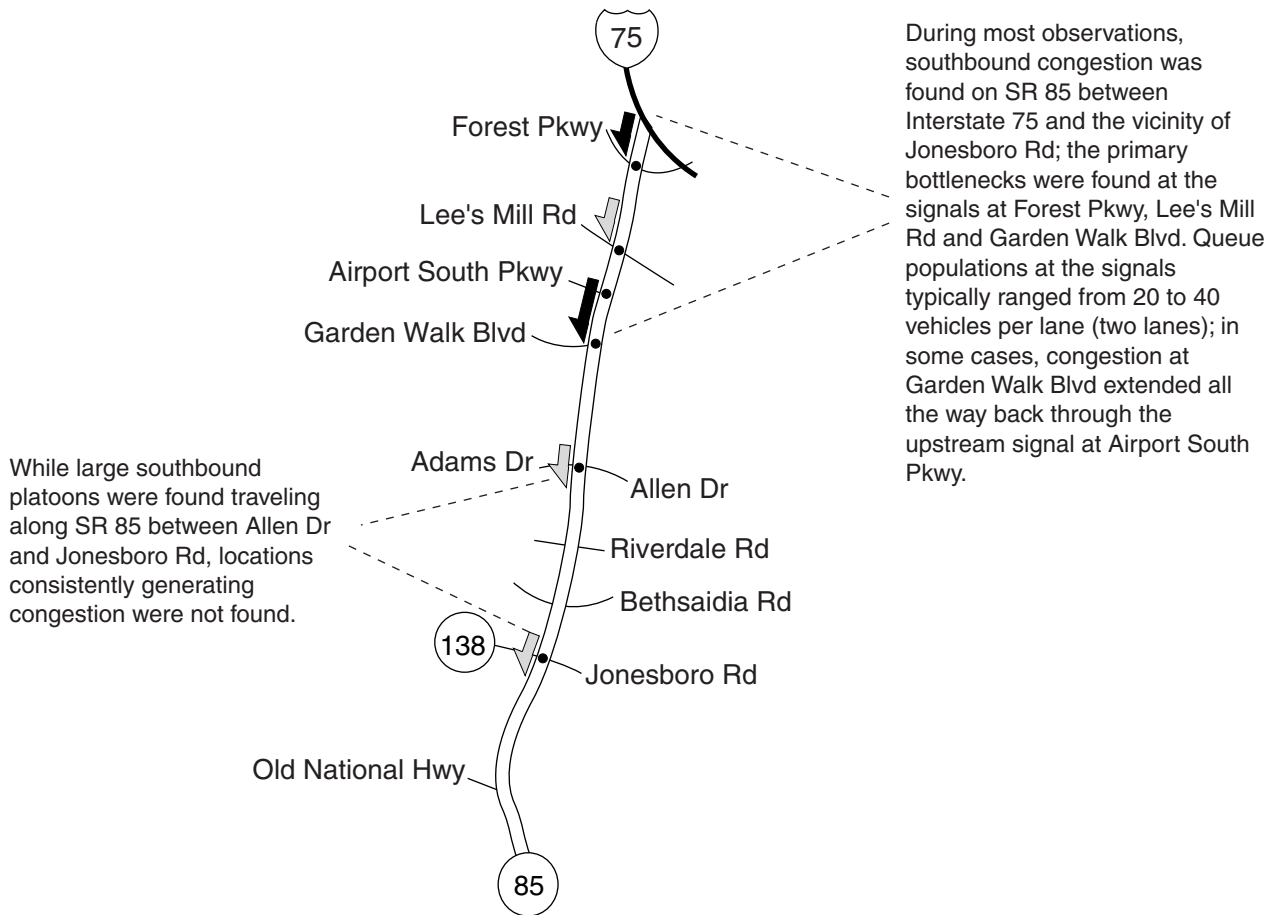 75
During most observations,
southbound congestion was
found on SR 85 between
Interstate 75 and the vicinity of
Jonesboro Rd; the primary
bottlenecks were found at the
signals at Forest Pkwy, Lee's Mill
Rd and Garden Walk Blvd. Queue
populations at the signals
typically ranged from 20 to 40
vehicles per lane (two lanes); in
some cases, congestion at
Garden Walk Blvd extended all
the way back through the
upstream signal at Airport South
Pkwy.
Forest Pkwy
Lee's Mill Rd
Airport South Pkwy
Garden Walk Blvd
Adams Dr
Allen Dr
While large southbound
platoons were found traveling
along SR 85 between Allen Dr
and Jonesboro Rd, locations
consistently generating
congestion were not found.
Riverdale Rd
Bethsaidia Rd
138
Jonesboro Rd
Old National Hwy
85